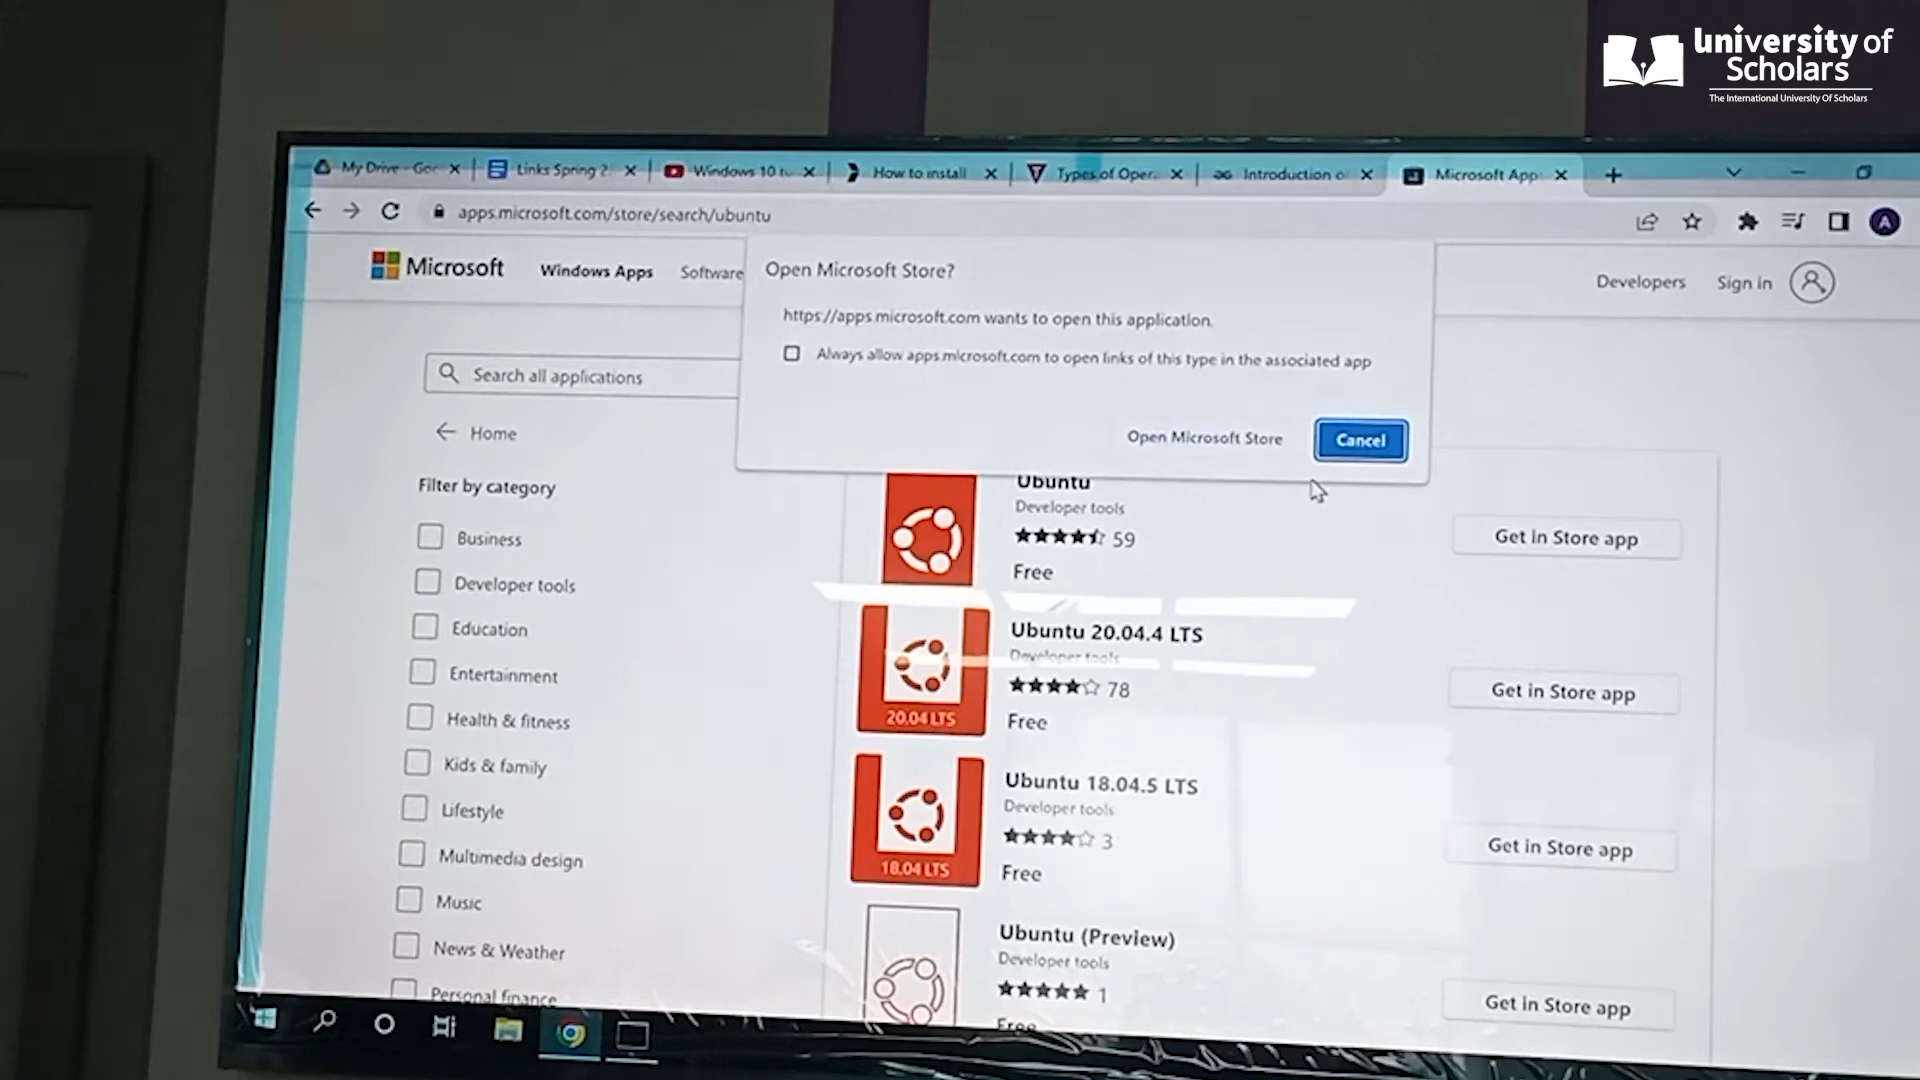 University of
Scholars
The International University Of Scholars
My Drive - Goo
Links Spring 2
Windows 10 tu
How to install
Types of Oper
Introduction o
Microsoft App
apps.microsoft.com/store/search/ubuntu
A
Microsoft
Windows Apps
Software
Developers
Sign in
Open Microsoft Store?
https://apps.microsoft.com wants to open this application.
Always allow apps.microsoft.com to open links of this type in the associated app
Open Microsoft Store
Cancel
Search all applications
Home
Filter by category
Business
Developer tools
Education
Entertainment
Health & fitness
Kids & family
Lifestyle
Multimedia design
Music
News & Weather
Personal finance
Ubuntu
Developer tools
59
Free
Get in Store app
20.04 LTS
Ubuntu 20.04.4 LTS
Developer tools
78
Free
Get in Store app
18.04 LTS
Ubuntu 18.04.5 LTS
Developer tools
3
Free
Get in Store app
Ubuntu (Preview)
Developer tools
1
Free
Get in Store app